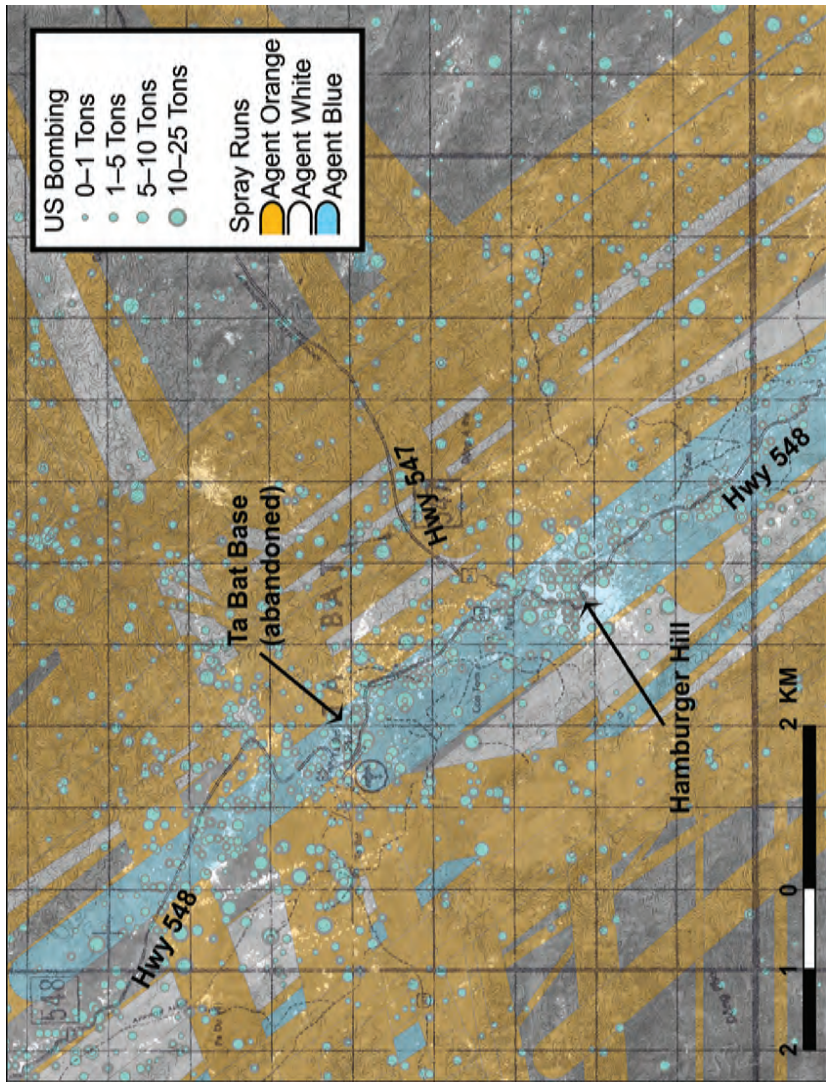 US Bombing
0–1 Tons
1–5 Tons
5–10 Tons
10–25 Tons
Spray Runs
Agent Orange
Agent White
Agent Blue
Ta Bat Base
(abandoned)
Hwy 547
Hwy 548
Hwy 548
548
BAT
Hamburger Hill
2 1 0 2 KM